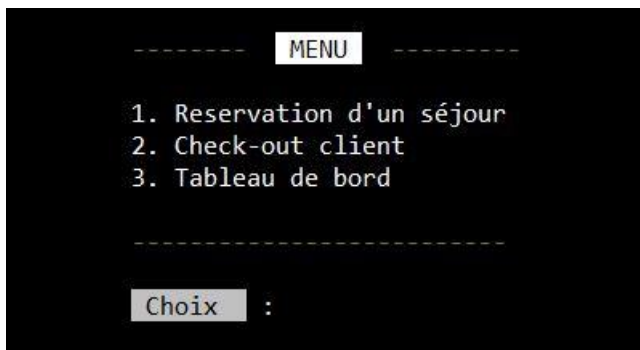 -------- MENU ---------
1. Reservation d'un séjour
2. Check-out client
3. Tableau de bord
--------------------------
Choix :